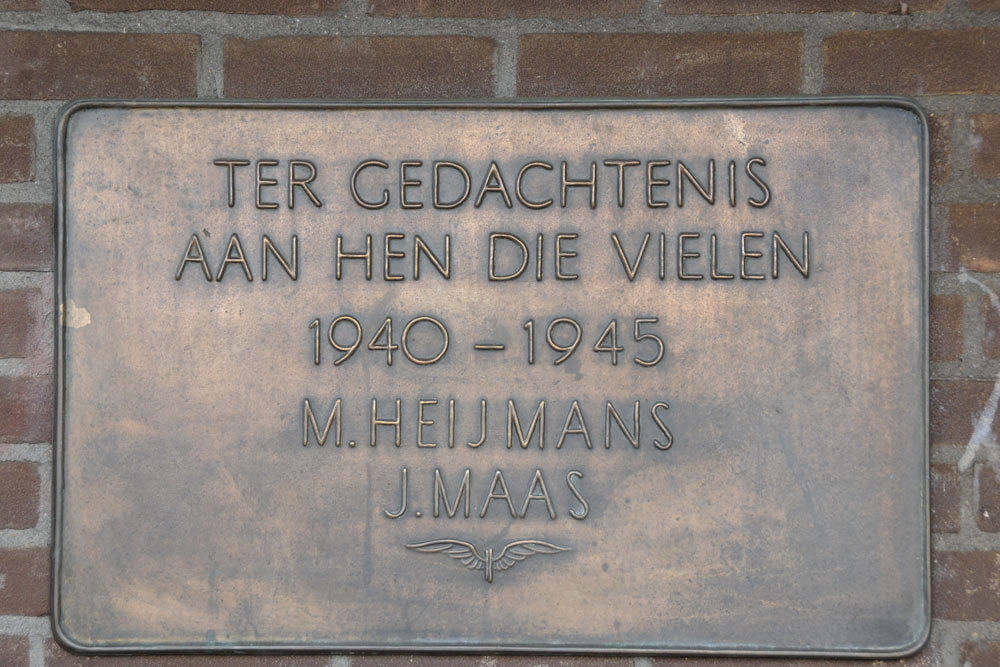 TER GEDACHTENIS
AAN HEN DIE VIELEN
1940 – 1945
M. HEIJMANS
J. MAAS